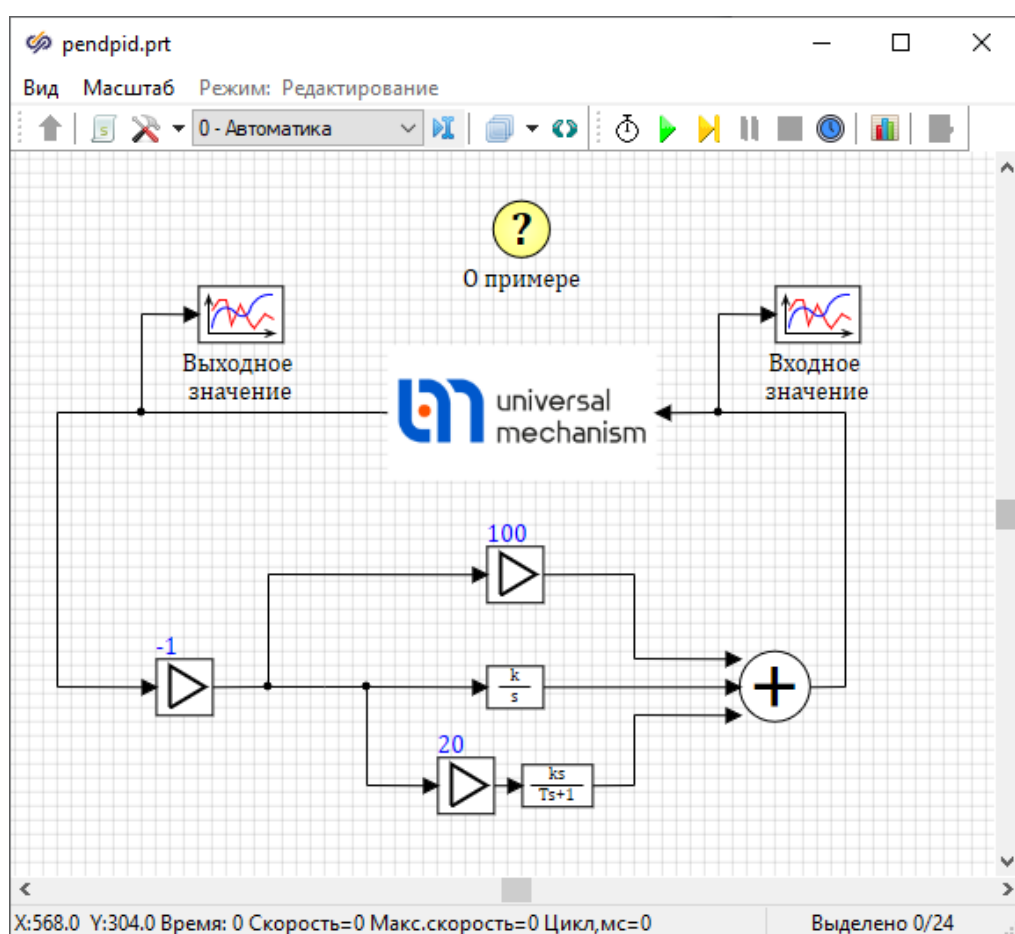 pendpid.prt
Вид Масштаб Режим: Редактирование
0 - Автоматика
?
О примере
Выходное
значение
Входное
значение
universal
mechanism
100
-1
k
s
20
ks
Ts+1
X:568.0 Y:304.0 Время: 0 Скорость=0 Макс.скорость=0 Цикл,мс=0 Выделено 0/24